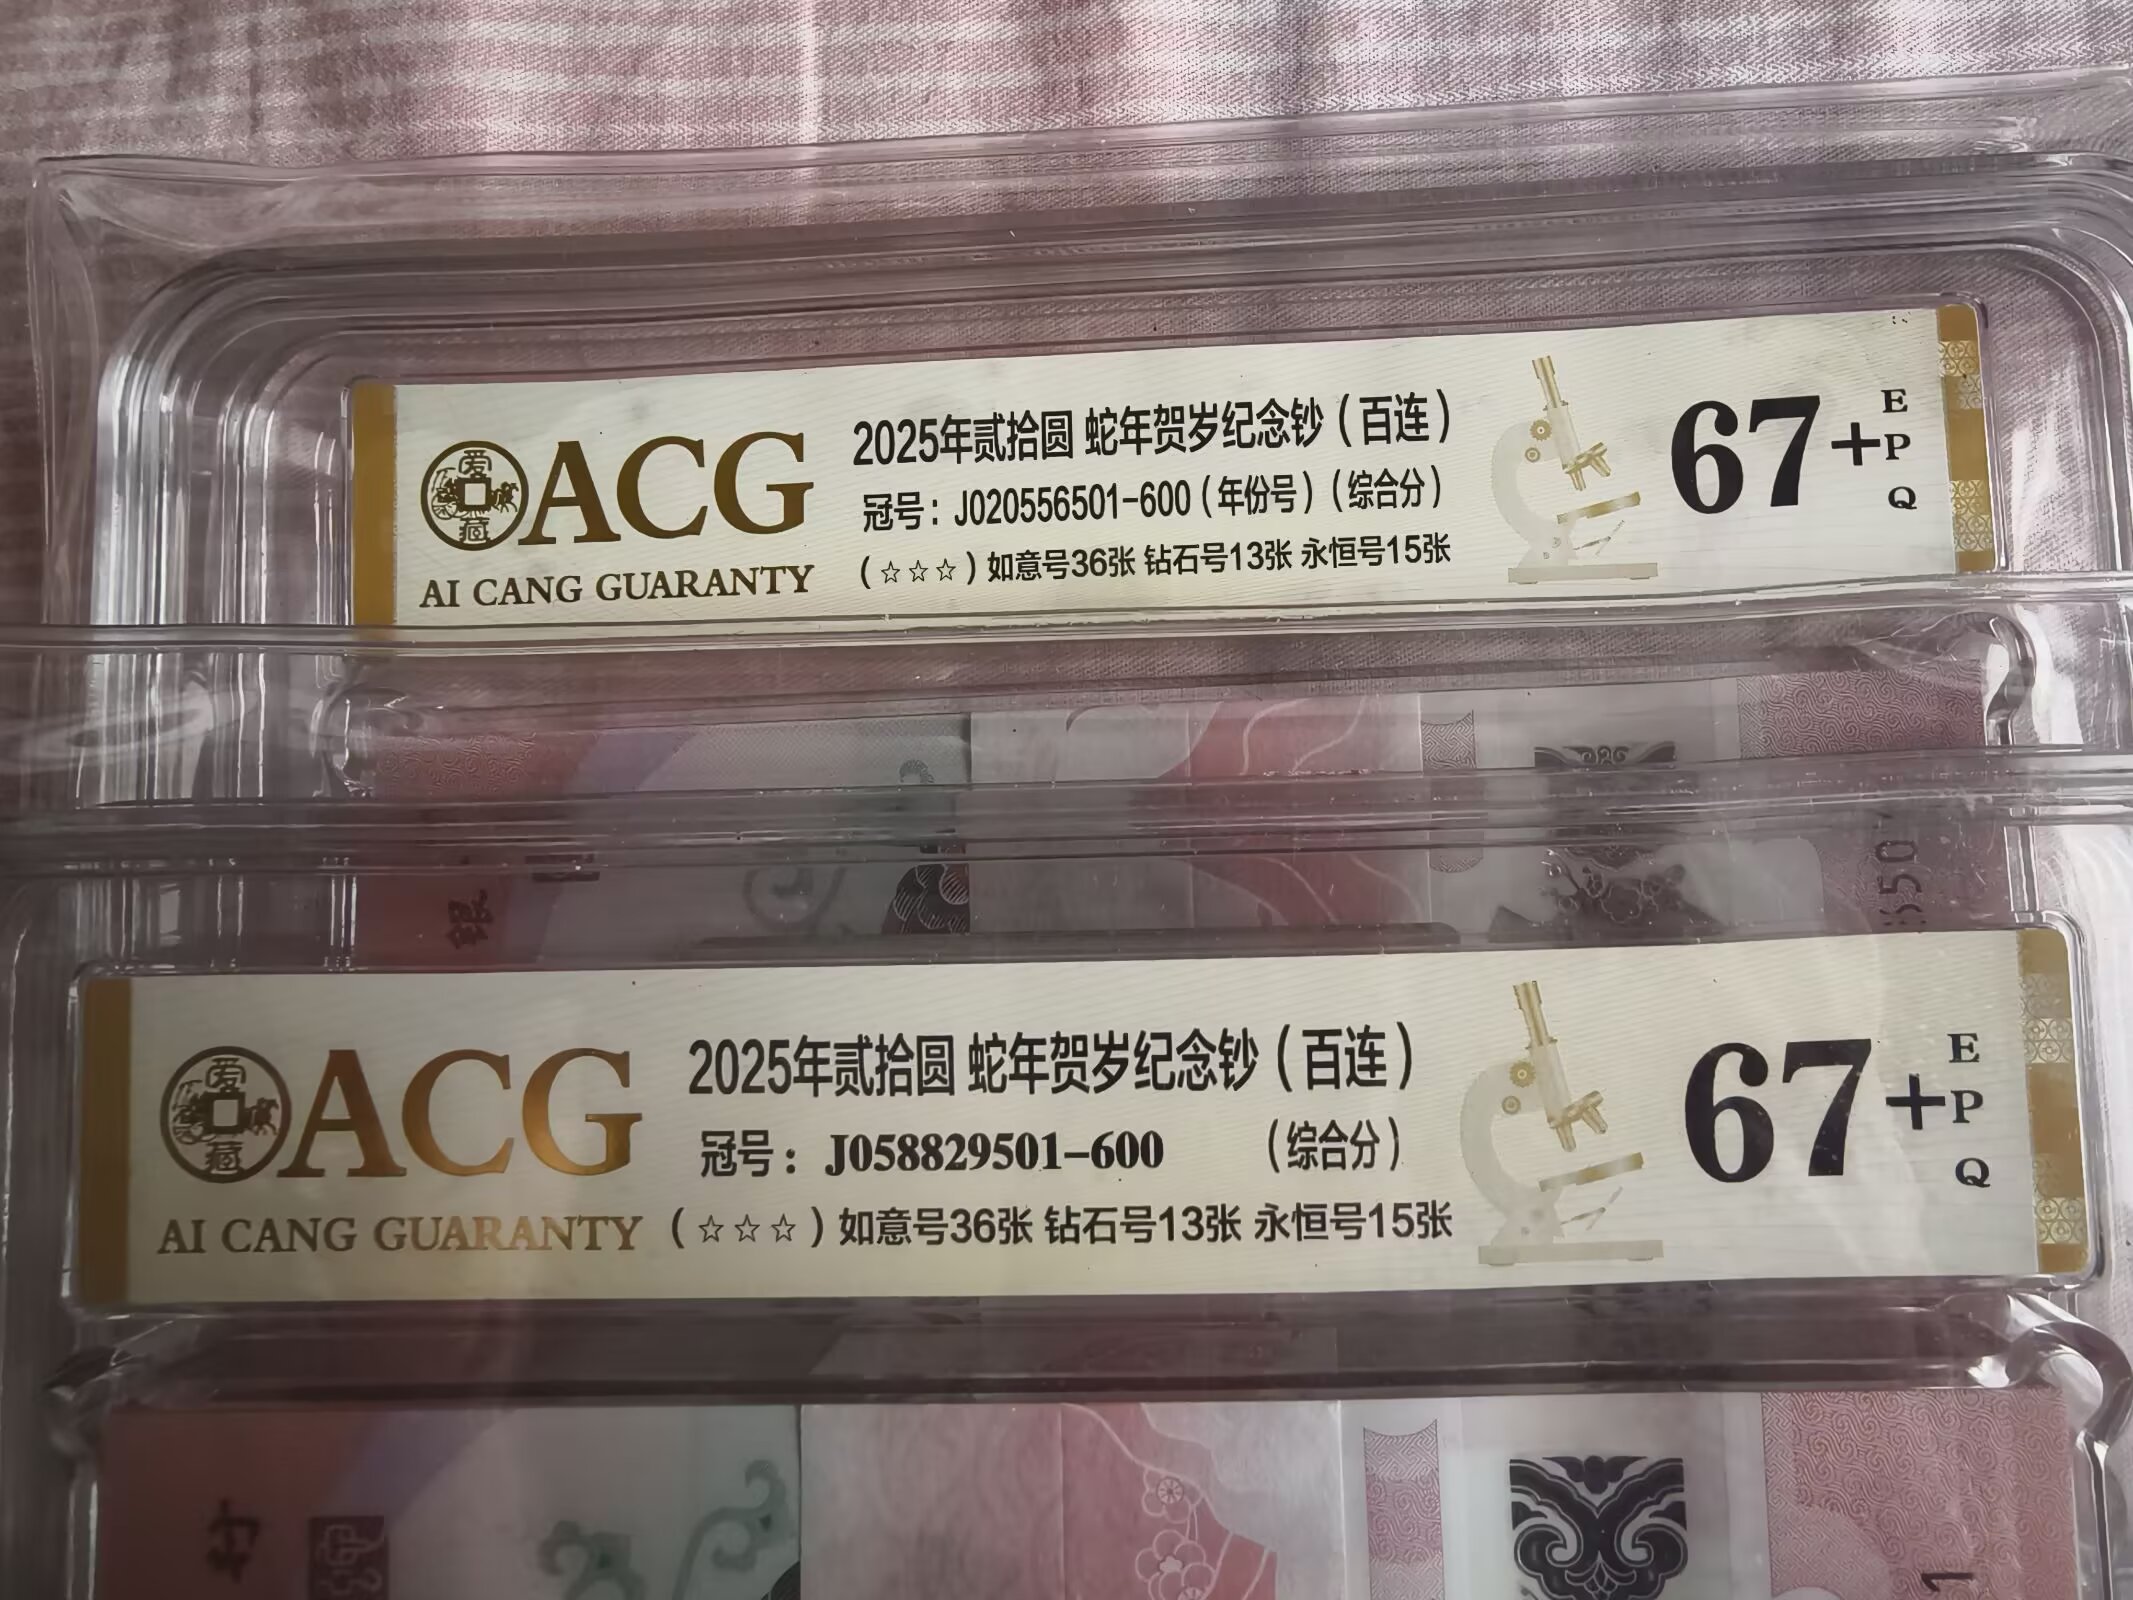 爱藏
ACG
AI CANG GUARANTY
2025年贰拾圆 蛇年贺岁纪念钞（百连）
冠号：J020556501-600（年份号）（综合分）
（☆☆☆）如意号36张 钻石号13张 永恒号15张
67+
EPQ
银
爱藏
ACG
AI CANG GUARANTY
2025年贰拾圆 蛇年贺岁纪念钞（百连）
冠号：J058829501-600 （综合分）
（☆☆☆）如意号36张 钻石号13张 永恒号15张
67+
EPQ